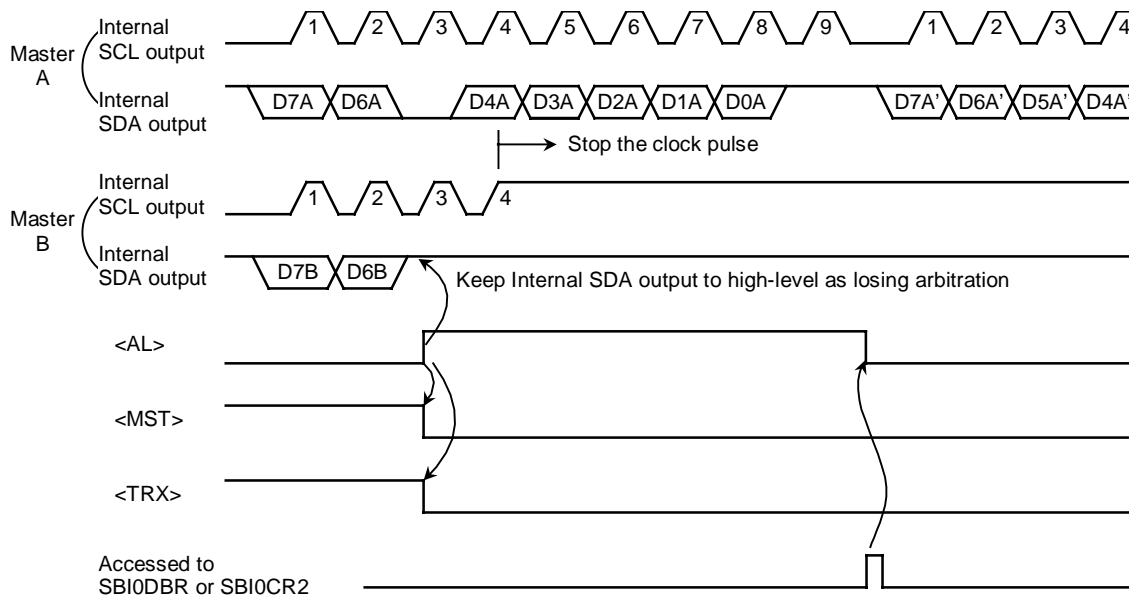 Master
A
Internal
SCL output
1 2 3 4 5 6 7 8 9 1 2 3 4
Internal
SDA output
D7A D6A D4A D3A D2A D1A D0A D7A' D6A' D5A' D4A'
Stop the clock pulse
Master
B
Internal
SCL output
1 2 3 4
Internal
SDA output
D7B D6B
Keep Internal SDA output to high-level as losing arbitration
<AL>
<MST>
<TRX>
Accessed to
SBI0DBR or SBI0CR2